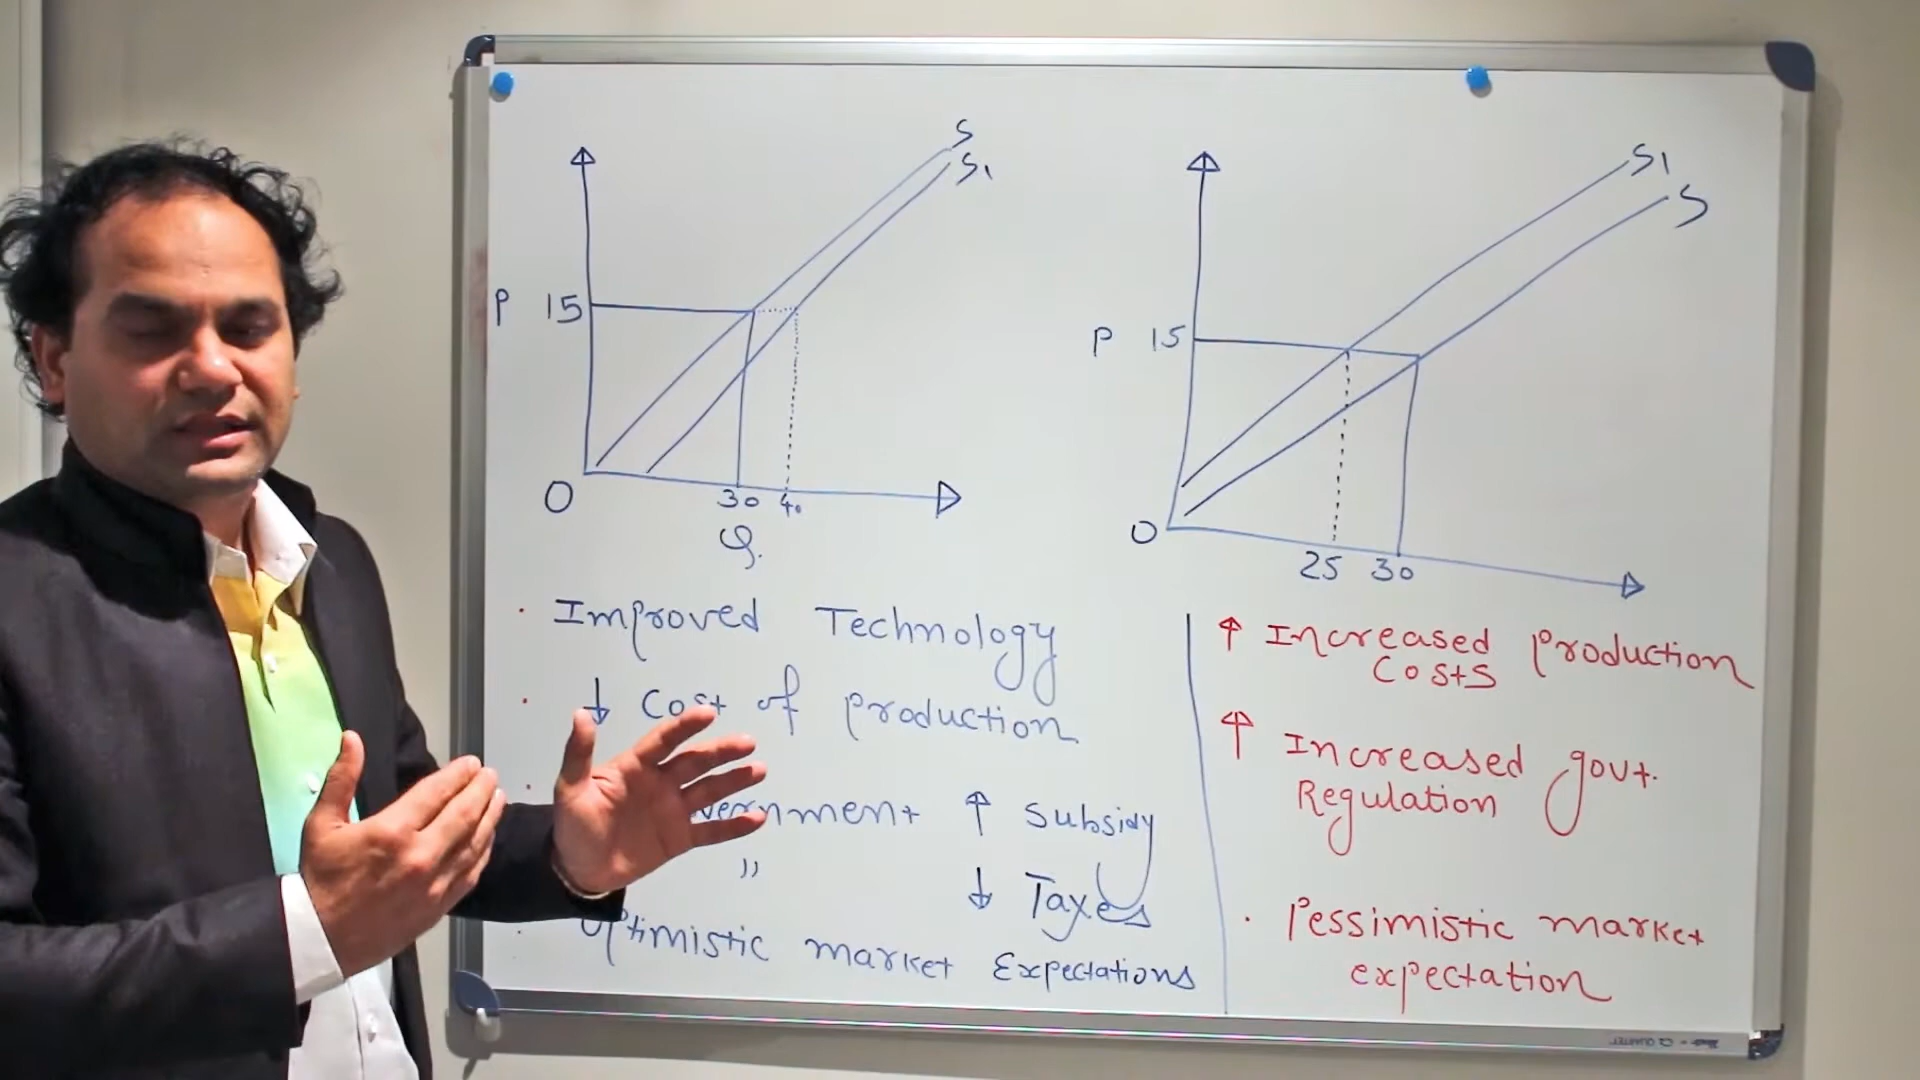 S
S1
P 15
O
30 40
Q.
S1
S
P 15
O
25 30
· Improved Technology
· ↓ Cost of production
↑ subsidy
" ↓ Taxes
· optimistic market Expectations
↑ Increased production
costs
↑ Increased govt.
Regulation
· Pessimistic market
expectation